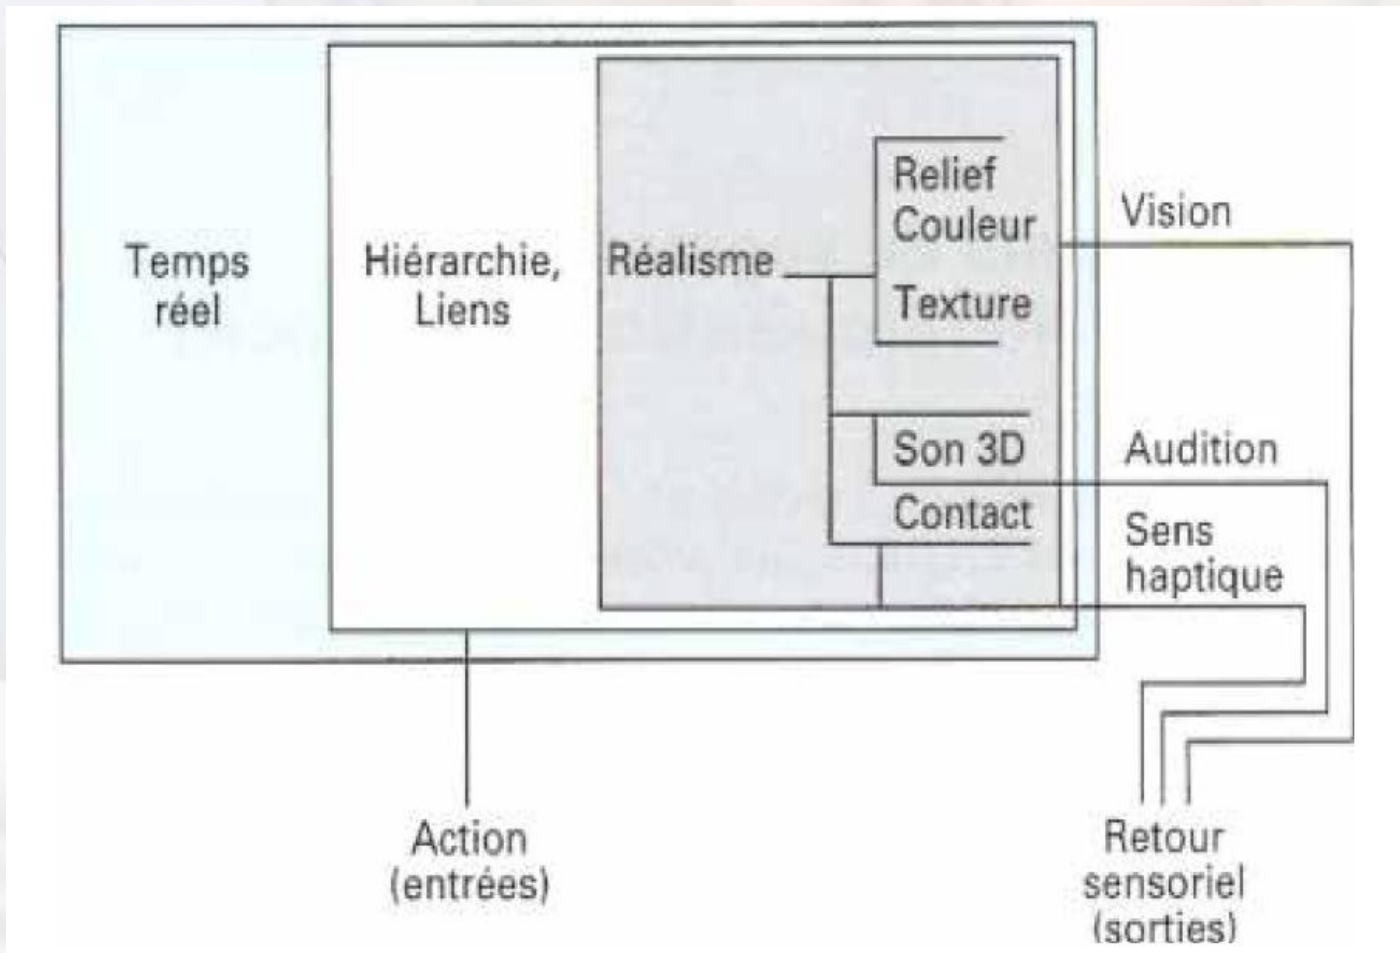 Temps
réel
Hiérarchie,
Liens
Réalisme
Relief
Couleur
Texture
Son 3D
Contact
Vision
Audition
Sens
haptique
Action
(entrées)
Retour
sensoriel
(sorties)